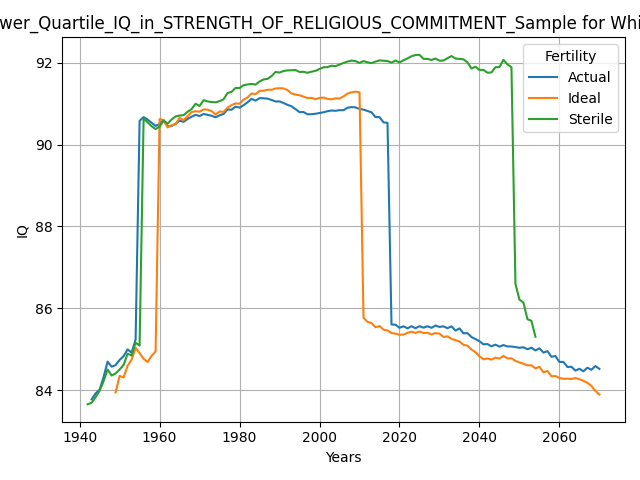 wer_Quartile_IQ_in_STRENGTH_OF_RELIGIOUS_COMMITMENT_Sample for Whi
Fertility
Actual
Ideal
Sterile
92
90
88
86
84
IQ
1940 1960 1980 2000 2020 2040 2060
Years